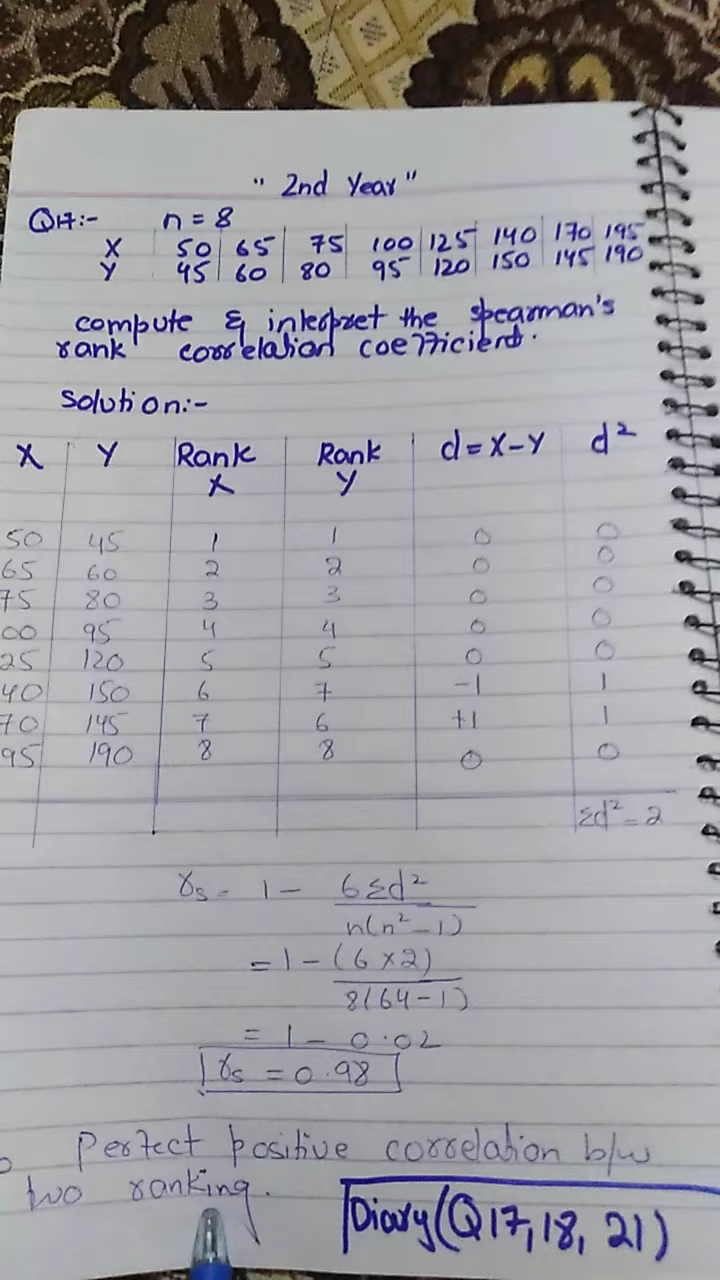 " 2nd Year"
Q17:- n = 8
X 50 65 75 100 125 140 170 195
Y 45 60 80 95 120 150 145 190
compute & interpret the spearman's
rank correlation coefficient.
Solution:-
X Y Rank X Rank Y d=X-Y d²
50 45 1 1 0 0
65 60 2 2 0 0
75 80 3 3 0 0
00 95 4 4 0 0
25 120 5 5 0 0
40 150 6 7 -1 1
70 145 7 6 +1 1
95 190 8 8 0 0
Σd² = 2
rs = 1 - 6Σd² / n(n²-1)
= 1 - (6×2) / 8(64-1)
= 1 - 0.02
rs = 0.98
Perfect positive correlation b/w
two ranking.
Diary(Q17,18, 21)